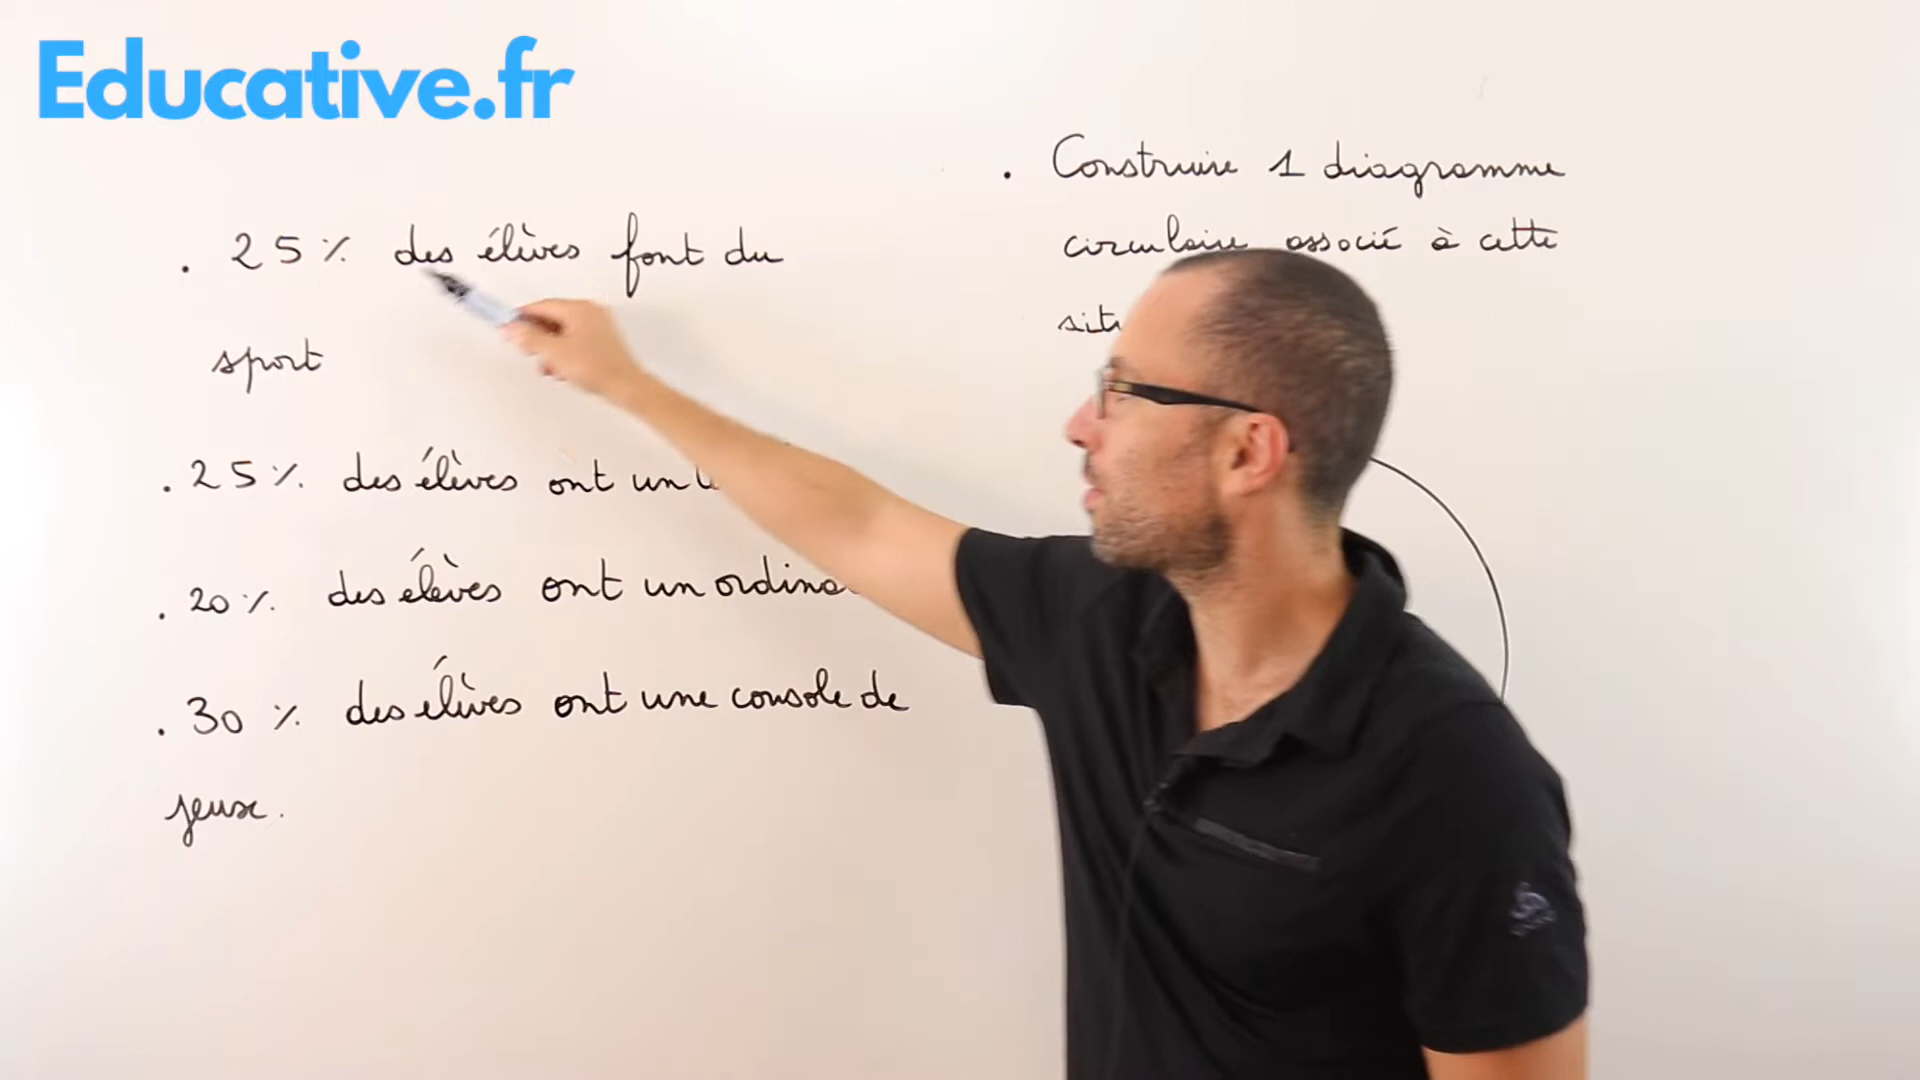 Educative.fr
. 25 % des élèves font du
sport
. 25 % des élèves ont un
. 20 % des élèves ont un
. 30 % des élèves ont une console de
jeux.
. Construire 1 diagramme
circulaire associé à cette